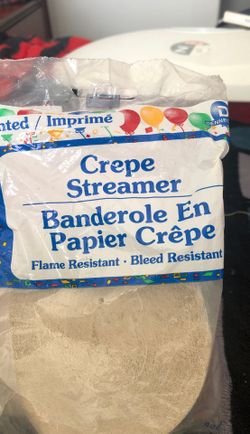 nted / Imprimé
Crepe
Streamer
Banderole En
Papier Crêpe
Flame Resistant · Bleed Resistant